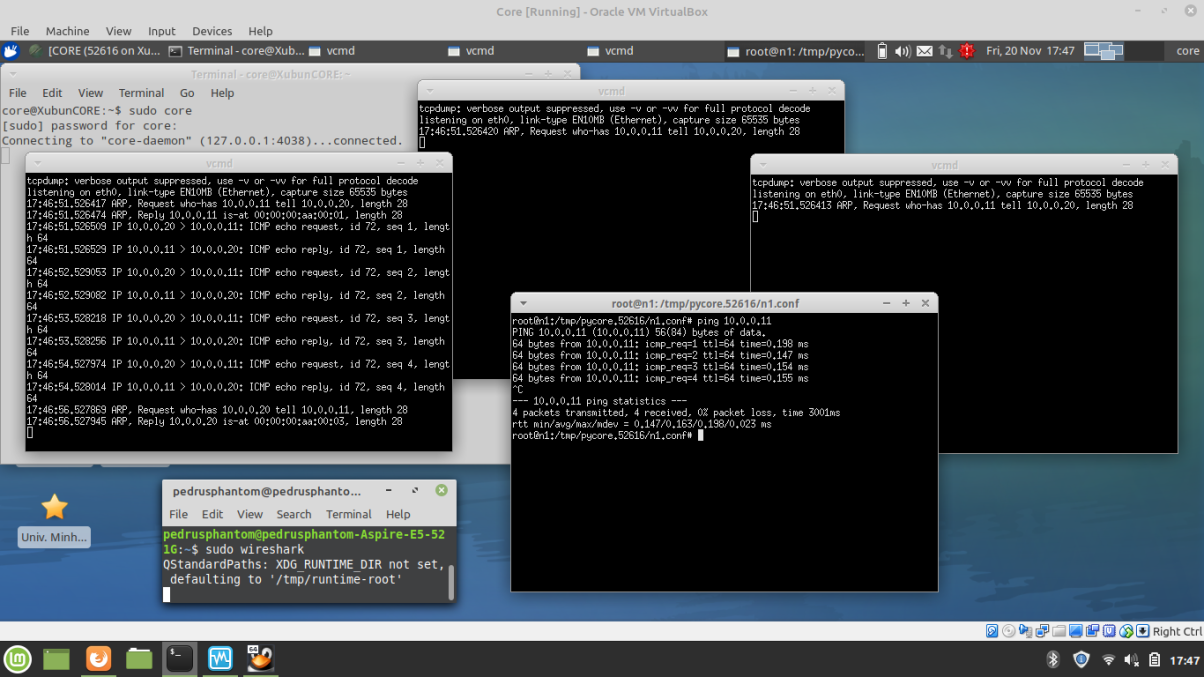 Core [Running] - Oracle VM VirtualBox
File Machine View Input Devices Help
[CORE (52616 on Xu... Terminal - core@Xub... vcmd vcmd vcmd root@n1: /tmp/pyco... Fri, 20 Nov 17:47 core
Terminal - core@XubunCORE: ~
File Edit View Terminal Go Help
core@XubunCORE:~$ sudo core
[sudo] password for core:
Connecting to "core-daemon" (127.0.0.1:4038)...connected.
vcmd
tcpdump: verbose output suppressed, use -v or -vv for full protocol decode
listening on eth0, link-type EN10MB (Ethernet), capture size 65535 bytes
17:46:51.526420 ARP, Request who-has 10.0.0.11 tell 10.0.0.20, length 28
vcmd
tcpdump: verbose output suppressed, use -v or -vv for full protocol decode
listening on eth0, link-type EN10MB (Ethernet), capture size 65535 bytes
17:46:51.526417 ARP, Request who-has 10.0.0.11 tell 10.0.0.20, length 28
17:46:51.526474 ARP, Reply 10.0.0.11 is-at 00:00:00:aa:00:01, length 28
17:46:51.526509 IP 10.0.0.20 > 10.0.0.11: ICMP echo request, id 72, seq 1, lengt
h 64
17:46:51.526529 IP 10.0.0.11 > 10.0.0.20: ICMP echo reply, id 72, seq 1, length
64
17:46:52.529053 IP 10.0.0.20 > 10.0.0.11: ICMP echo request, id 72, seq 2, lengt
h 64
17:46:52.529082 IP 10.0.0.11 > 10.0.0.20: ICMP echo reply, id 72, seq 2, length
64
17:46:53.528218 IP 10.0.0.20 > 10.0.0.11: ICMP echo request, id 72, seq 3, lengt
h 64
17:46:53.528256 IP 10.0.0.11 > 10.0.0.20: ICMP echo reply, id 72, seq 3, length
64
17:46:54.527974 IP 10.0.0.20 > 10.0.0.11: ICMP echo request, id 72, seq 4, lengt
h 64
17:46:54.528014 IP 10.0.0.11 > 10.0.0.20: ICMP echo reply, id 72, seq 4, length
64
17:46:56.527869 ARP, Request who-has 10.0.0.20 tell 10.0.0.11, length 28
17:46:56.527945 ARP, Reply 10.0.0.20 is-at 00:00:00:aa:00:03, length 28
vcmd
tcpdump: verbose output suppressed, use -v or -vv for full protocol decode
listening on eth0, link-type EN10MB (Ethernet), capture size 65535 bytes
17:46:51.526413 ARP, Request who-has 10.0.0.11 tell 10.0.0.20, length 28
root@n1: /tmp/pycore.52616/n1.conf
root@n1:/tmp/pycore.52616/n1.conf# ping 10.0.0.11
PING 10.0.0.11 (10.0.0.11) 56(84) bytes of data.
64 bytes from 10.0.0.11: icmp_req=1 ttl=64 time=0.198 ms
64 bytes from 10.0.0.11: icmp_req=2 ttl=64 time=0.147 ms
64 bytes from 10.0.0.11: icmp_req=3 ttl=64 time=0.154 ms
64 bytes from 10.0.0.11: icmp_req=4 ttl=64 time=0.155 ms
^C
--- 10.0.0.11 ping statistics ---
4 packets transmitted, 4 received, 0% packet loss, time 3001ms
rtt min/avg/max/mdev = 0.147/0.163/0.198/0.023 ms
root@n1:/tmp/pycore.52616/n1.conf#
Univ. Minh...
pedrusphantom@pedrusphanto...
File Edit View Search Terminal Help
pedrusphantom@pedrusphantom-Aspire-E5-52
1G:~$ sudo wireshark
QStandardPaths: XDG_RUNTIME_DIR not set,
defaulting to '/tmp/runtime-root'
Right Ctrl
17:47